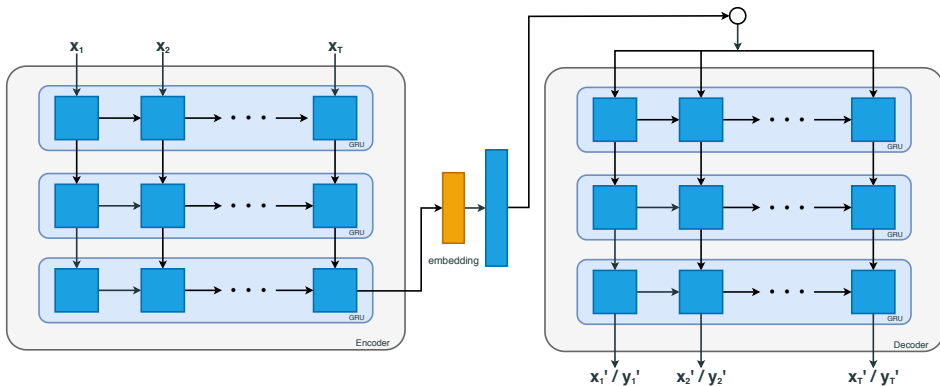 x1 x2 xT
GRU
GRU
GRU
Encoder
embedding
GRU
GRU
GRU
Decoder
x1' / y1' x2' / y2' xT' / yT'